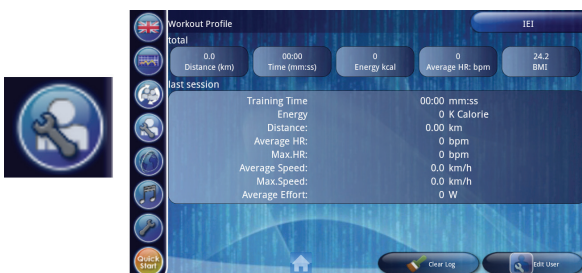 Workout Profile
IEI
total
0.0
Distance (km)
00:00
Time (mm:ss)
0
Energy kcal
0
Average HR: bpm
24.2
BMI
last session
Training Time 00:00 mm:ss
Energy 0 K Calorie
Distance: 0.00 km
Average HR: 0 bpm
Max.HR: 0 bpm
Average Speed: 0.0 km/h
Max.Speed: 0.0 km/h
Average Effort: 0 W
Quick
Start
Clear Log
Edit User